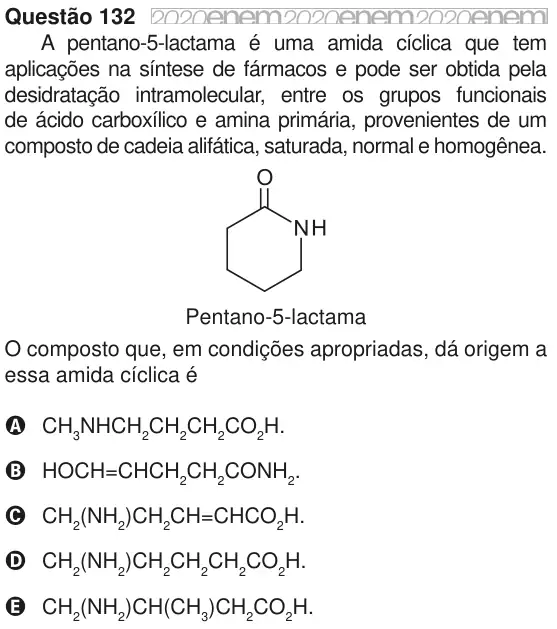 Questão 132 2020enem2020enem2020enem
A pentano-5-lactama é uma amida cíclica que tem
aplicações na síntese de fármacos e pode ser obtida pela
desidratação intramolecular, entre os grupos funcionais
de ácido carboxílico e amina primária, provenientes de um
composto de cadeia alifática, saturada, normal e homogênea.
O
NH
Pentano-5-lactama
O composto que, em condições apropriadas, dá origem a
essa amida cíclica é
A CH₃NHCH₂CH₂CH₂CO₂H.
B HOCH=CHCH₂CH₂CONH₂.
C CH₂(NH₂)CH₂CH=CHCO₂H.
D CH₂(NH₂)CH₂CH₂CH₂CO₂H.
E CH₂(NH₂)CH(CH₃)CH₂CO₂H.